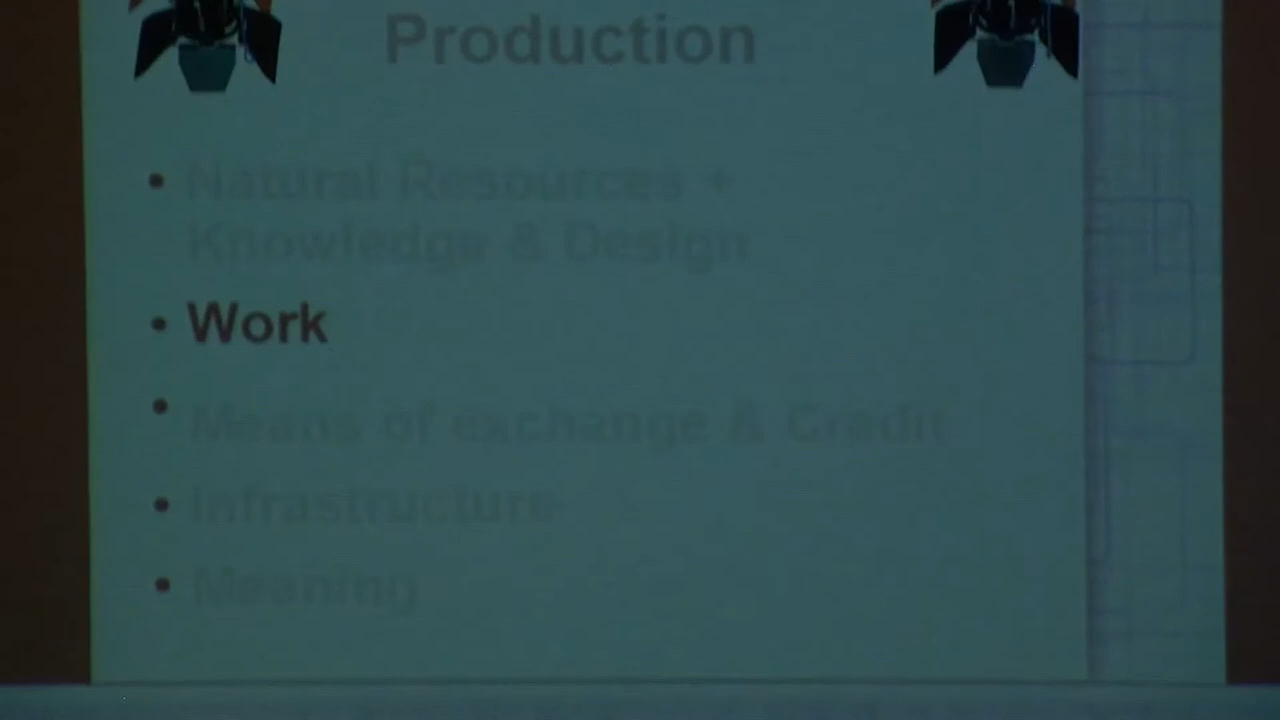 Production
• Natural Resources +
Knowledge & Design
• Work
• Means of exchange & Credit
• Infrastructure
• Meaning